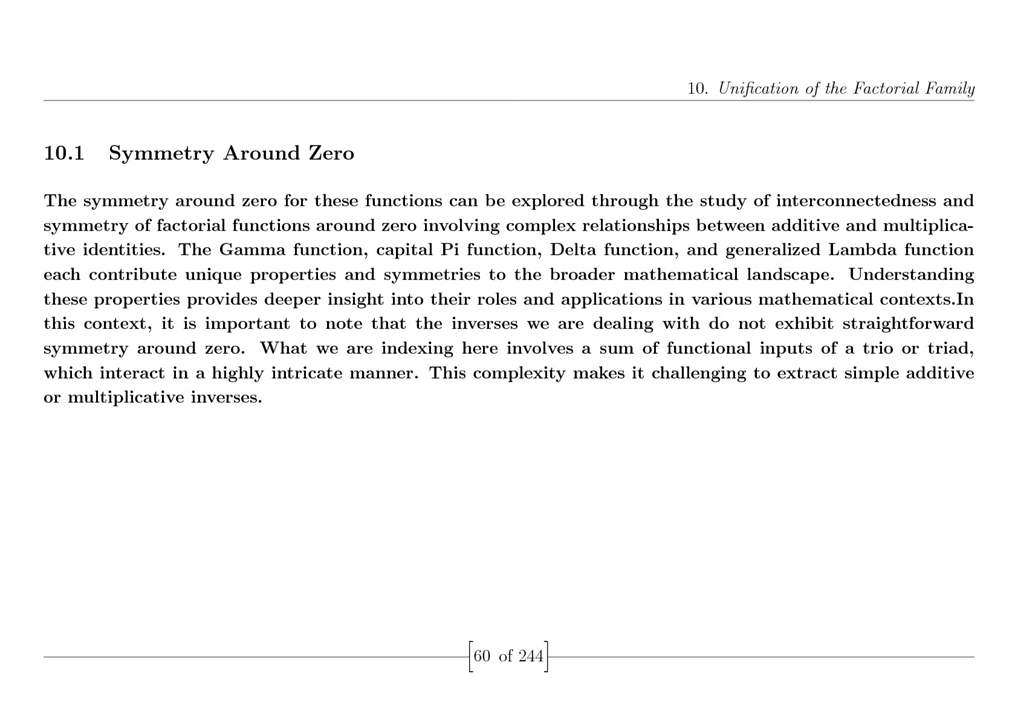 10. Unification of the Factorial Family
10.1 Symmetry Around Zero
The symmetry around zero for these functions can be explored through the study of interconnectedness and
symmetry of factorial functions around zero involving complex relationships between additive and multiplica-
tive identities. The Gamma function, capital Pi function, Delta function, and generalized Lambda function
each contribute unique properties and symmetries to the broader mathematical landscape. Understanding
these properties provides deeper insight into their roles and applications in various mathematical contexts.In
this context, it is important to note that the inverses we are dealing with do not exhibit straightforward
symmetry around zero. What we are indexing here involves a sum of functional inputs of a trio or triad,
which interact in a highly intricate manner. This complexity makes it challenging to extract simple additive
or multiplicative inverses.
[60 of 244]